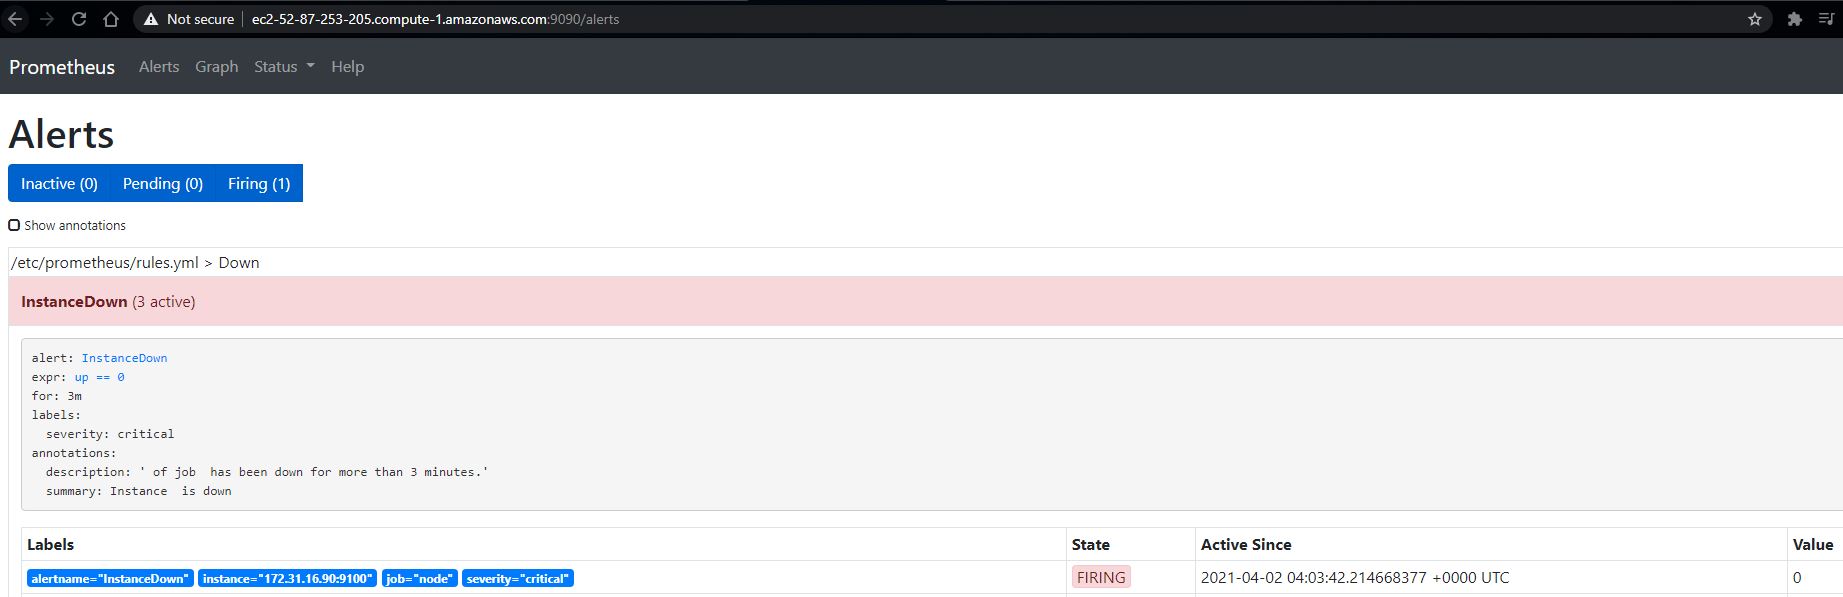 Not secure | ec2-52-87-253-205.compute-1.amazonaws.com:9090/alerts
Prometheus Alerts Graph Status Help
Alerts
Inactive (0) Pending (0) Firing (1)
Show annotations
/etc/prometheus/rules.yml > Down
InstanceDown (3 active)
alert: InstanceDown
expr: up == 0
for: 3m
labels:
  severity: critical
annotations:
  description: ' of job  has been down for more than 3 minutes.'
  summary: Instance  is down
Labels State Active Since Value
alertname="InstanceDown" instance="172.31.16.90:9100" job="node" severity="critical" FIRING 2021-04-02 04:03:42.214668377 +0000 UTC 0